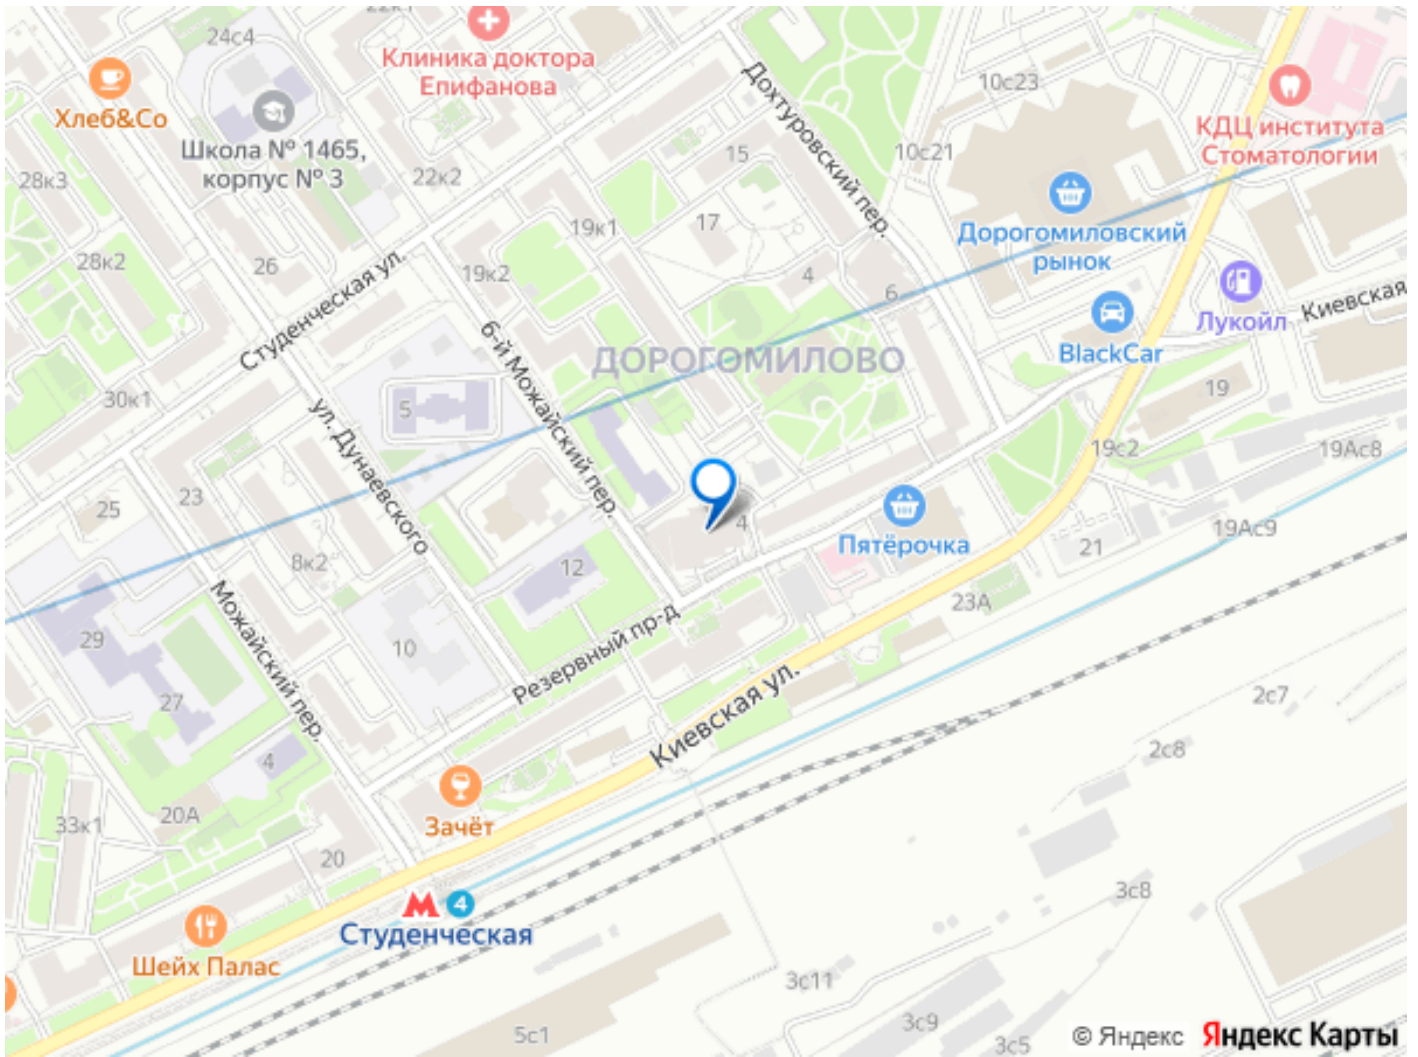 22к1
24с4
Клиника доктора
Епифанова
Хлеб&Co
Школа № 1465,
корпус № 3
22к2
28к3
28к2
26
Студенческая ул.
30к1
19к1
19к2
15
17
4
6
Дохтуровский пер.
10с23
10с21
КДЦ института
Стоматологии
Дорогомиловский
рынок
Лукойл
Киевская
BlackCar
ДОРОГОМИЛОВО
6-й Можайский пер.
5
ул. Дунаевского
19
19с2
19Ас8
19Ас9
25
23
8к2
4
Пятёрочка
21
23А
12
10
29
27
Можайский пер.
Резервный пр-д
Киевская ул.
4
20А
33к1
20
Зачёт
4
Студенческая
Шейх Палас
2с7
2с8
3с8
3с11
3с9
3с5
5с1
© Яндекс Яндекс Карты